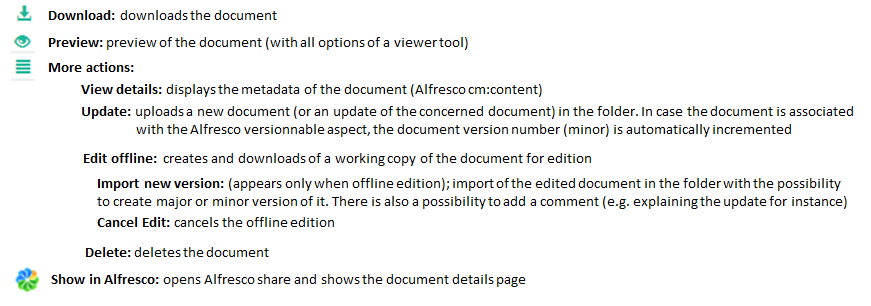 Download: downloads the document
Preview: preview of the document (with all options of a viewer tool)
More actions:
View details: displays the metadata of the document (Alfresco cm:content)
Update: uploads a new document (or an update of the concerned document) in the folder. In case the document is associated
with the Alfresco versionnable aspect, the document version number (minor) is automatically incremented
Edit offline: creates and downloads of a working copy of the document for edition
Import new version: (appears only when offline edition); import of the edited document in the folder with the possibility
to create major or minor version of it. There is also a possibility to add a comment (e.g. explaining the update for instance)
Cancel Edit: cancels the offline edition
Delete: deletes the document
Show in Alfresco: opens Alfresco share and shows the document details page